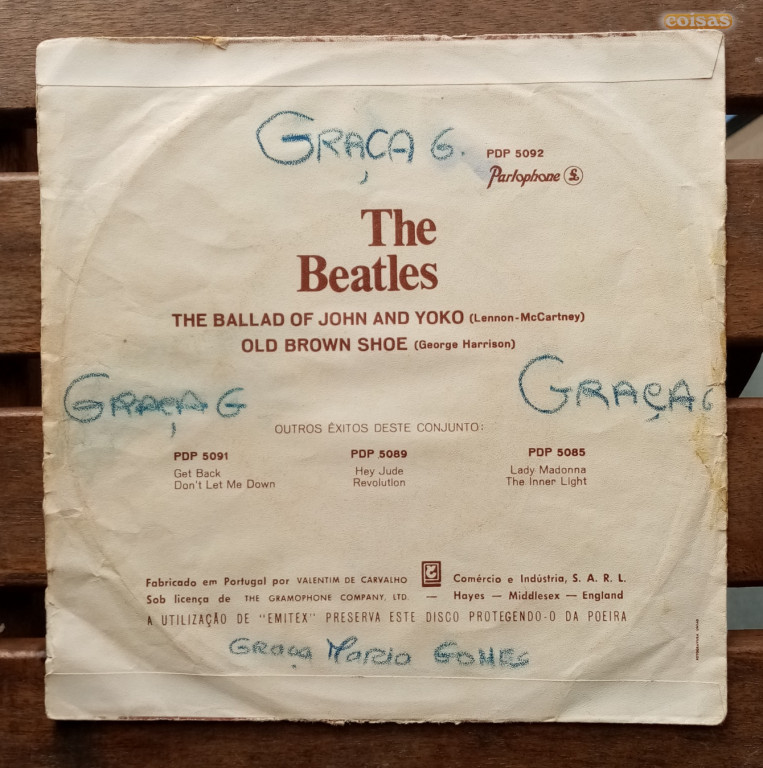 coisas
GRAÇA G.
PDP 5092
Parlophone
The
Beatles
THE BALLAD OF JOHN AND YOKO (Lennon-McCartney)
OLD BROWN SHOE (George Harrison)
GRAÇA G
GRAÇA G
OUTROS ÊXITOS DESTE CONJUNTO:
PDP 5091
Get Back
Don't Let Me Down
PDP 5089
Hey Jude
Revolution
PDP 5085
Lady Madonna
The Inner Light
Fabricado em Portugal por VALENTIM DE CARVALHO Comércio e Indústria, S. A. R. L.
Sob licença de THE GRAMOPHONE COMPANY, LTD. — Hayes — Middlesex — England
A UTILIZAÇÃO DE "EMITEX" PRESERVA ESTE DISCO PROTEGENDO-O DA POEIRA
GRAÇA MARIA GOMES